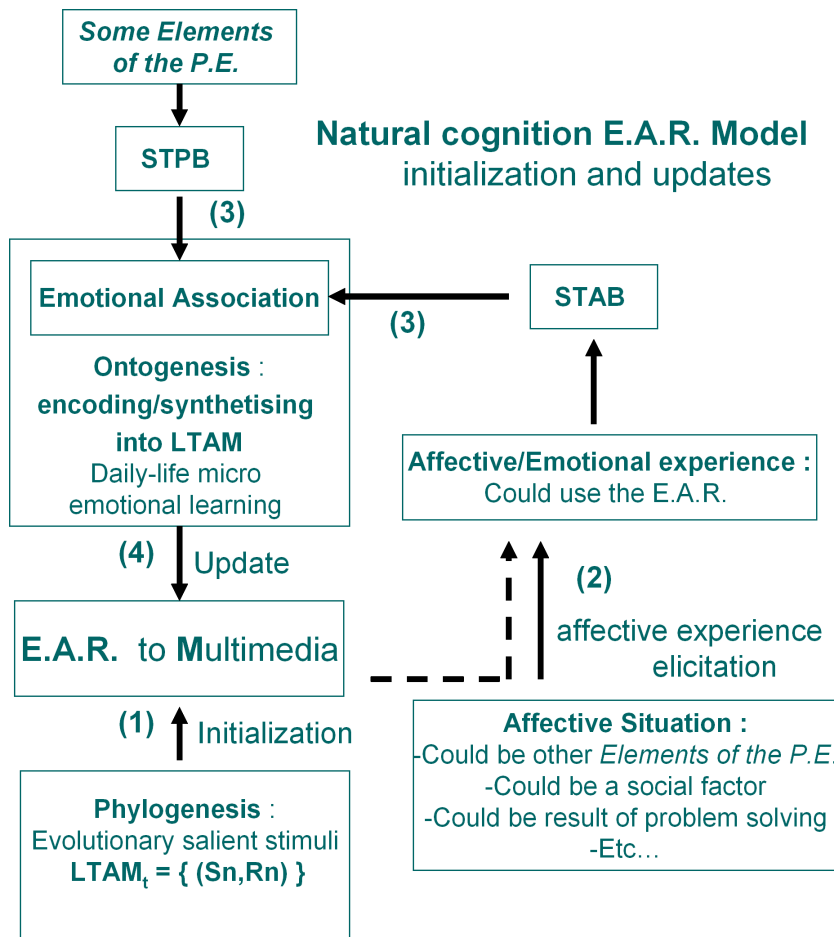 Some Elements
of the P.E.
Natural cognition E.A.R. Model
initialization and updates
STPB
(3)
Emotional Association
STAB
(3)
Ontogenesis :
encoding/synthetising
into LTAM
Daily-life micro
emotional learning
Affective/Emotional experience :
Could use the E.A.R.
(4)
Update
(2)
affective experience
elicitation
E.A.R. to Multimedia
(1)
Initialization
Affective Situation :
-Could be other Elements of the P.E.
-Could be a social factor
-Could be result of problem solving
-Etc...
Phylogenesis :
Evolutionary salient stimuli
LTAMt = { (Sn,Rn) }